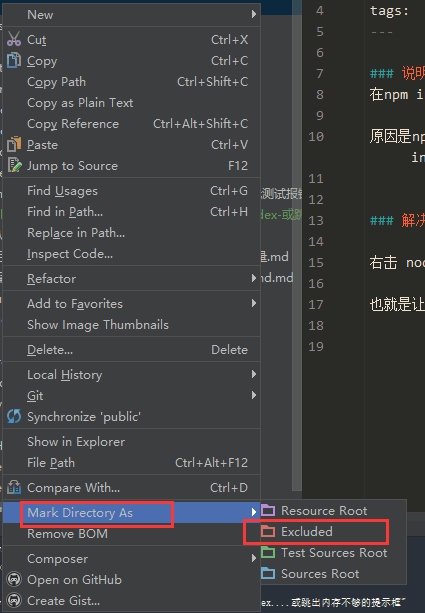 New
Cut Ctrl+X
Copy Ctrl+C
Copy Path Ctrl+Shift+C
Copy as Plain Text
Copy Reference Ctrl+Alt+Shift+C
Paste Ctrl+V
Jump to Source F12
Find Usages Ctrl+G
Find in Path... Ctrl+H
Replace in Path...
Inspect Code...
Refactor
Add to Favorites
Show Image Thumbnails
Delete... Delete
Local History
Git
Synchronize 'public'
Show in Explorer
File Path Ctrl+Alt+F12
Compare With... Ctrl+D
Mark Directory As
Remove BOM
Composer
Open on GitHub
Create Gist...
Resource Root
Excluded
Test Sources Root
Sources Root
测试报错
dex-或跳
.md
nd.md
4 tags:
5 ---
6
7 ### 说明
8 在npm i
9
10 原因是np
in
11
12
13 ### 解决
14
15 右击 nod
16
17 也就是让
18
19
ex....或跳出内存不够的提示框"